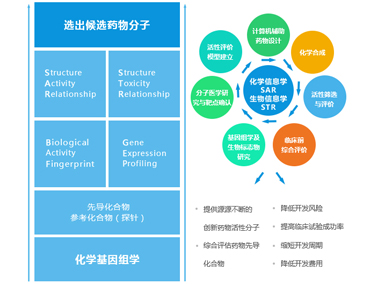 选出候选药物分子
Structure
Activity
Relationship
Structure
Toxicity
Relationship
Biological
Activity
Fingerprint
Gene
Expression
Profiling
先导化合物
参考化合物（探针）
化学基因组学
计算机辅助
药物设计
化学合成
活性筛选
与评价
临床前
综合评价
基因组学及
生物标志物
研究
分子医学研
究与靶点确认
活性评价
模型建立
化学信息学
SAR
生物信息学
STR
• 提供源源不断的
创新药物活性分子
• 综合评估药物先导
化合物
• 降低开发风险
• 提高临床试验成功率
• 缩短开发周期
• 降低开发费用